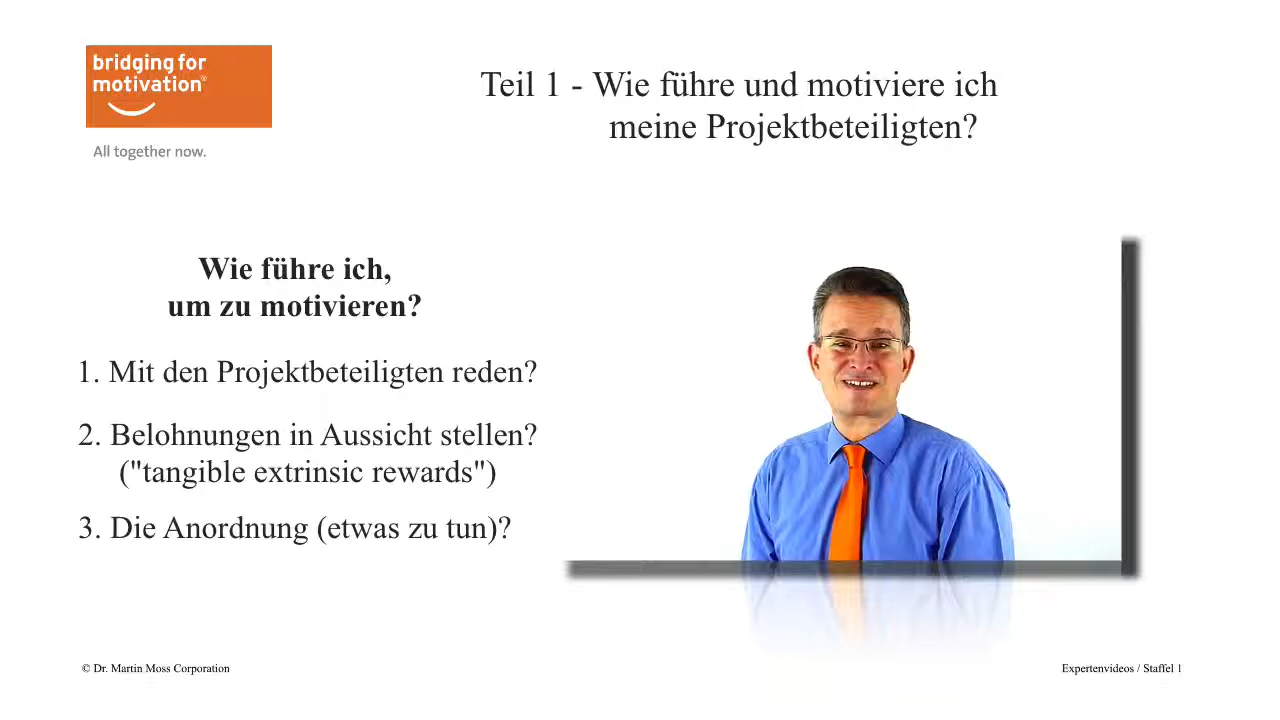 bridging for
motivation®
All together now.
Teil 1 - Wie führe und motiviere ich
meine Projektbeteiligten?
Wie führe ich,
um zu motivieren?
1. Mit den Projektbeteiligten reden?
2. Belohnungen in Aussicht stellen?
("tangible extrinsic rewards")
3. Die Anordnung (etwas zu tun)?
© Dr. Martin Moss Corporation
Expertenvideos / Staffel 1